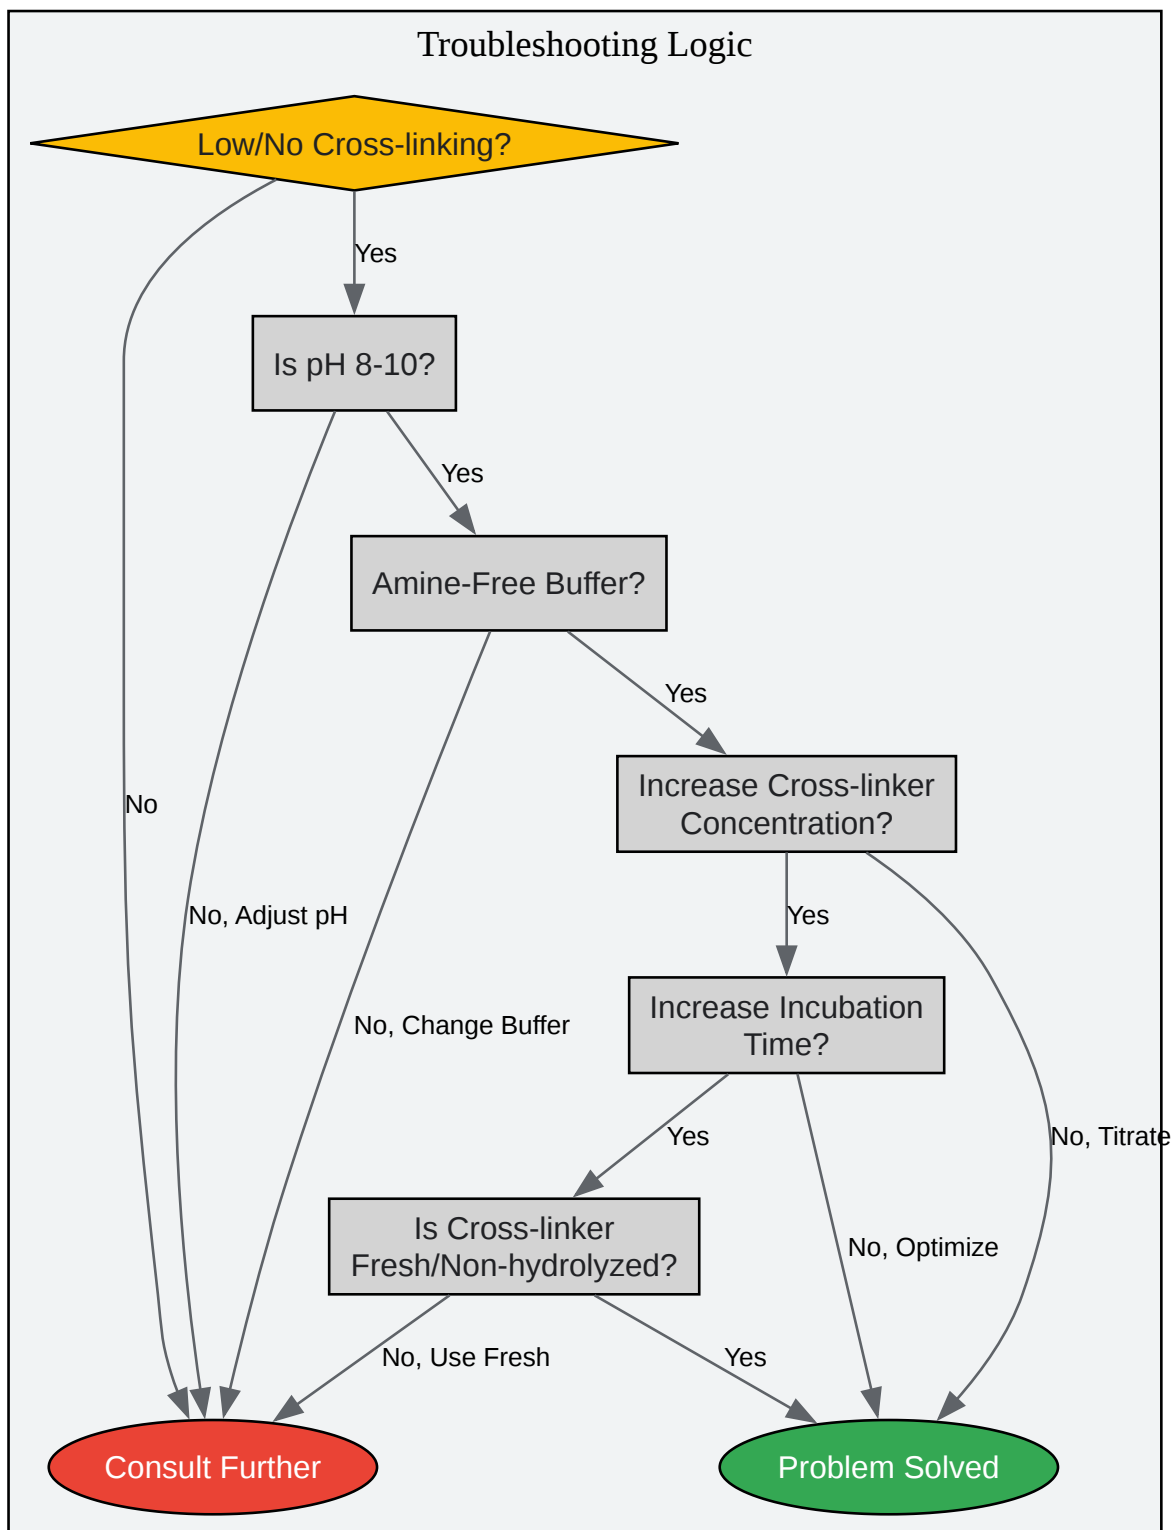 Troubleshooting Logic
Low/No Cross-linking?
Yes
Is pH 8-10?
Yes
Amine-Free Buffer?
Yes
Increase Cross-linker
Concentration?
No
No, Adjust pH
Yes
Increase Incubation
Time?
No, Change Buffer
Yes
No, Titrate
Is Cross-linker
Fresh/Non-hydrolyzed?
No, Optimize
No, Use Fresh
Yes
Consult Further
Problem Solved